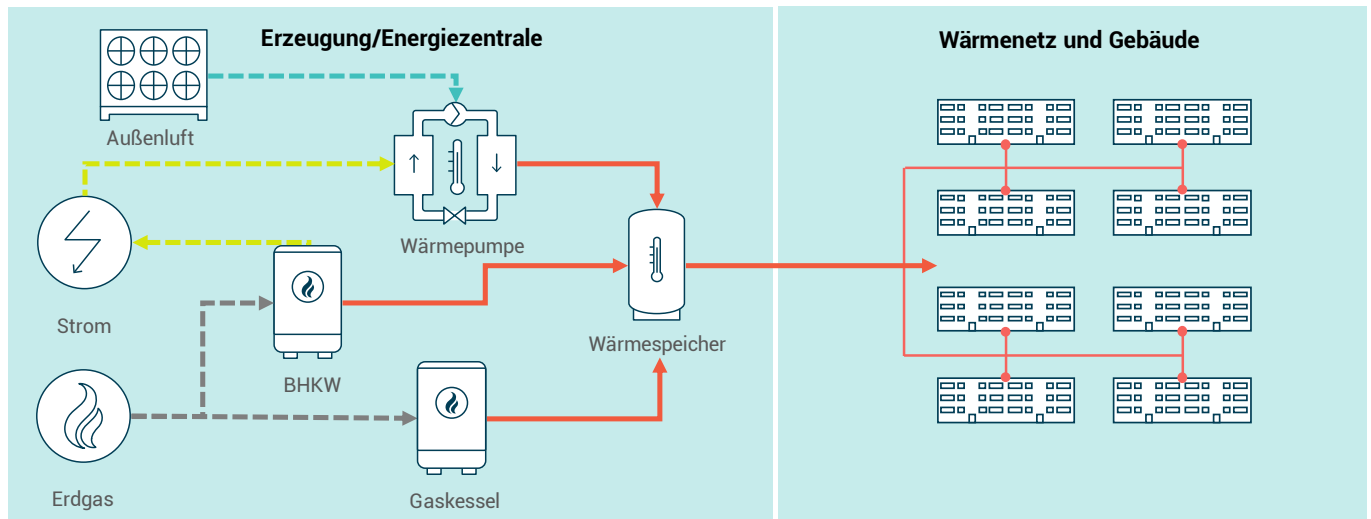 Erzeugung/Energiezentrale
Wärmenetz und Gebäude
Außenluft
Wärmepumpe
Strom
Wärmespeicher
BHKW
Erdgas
Gaskessel